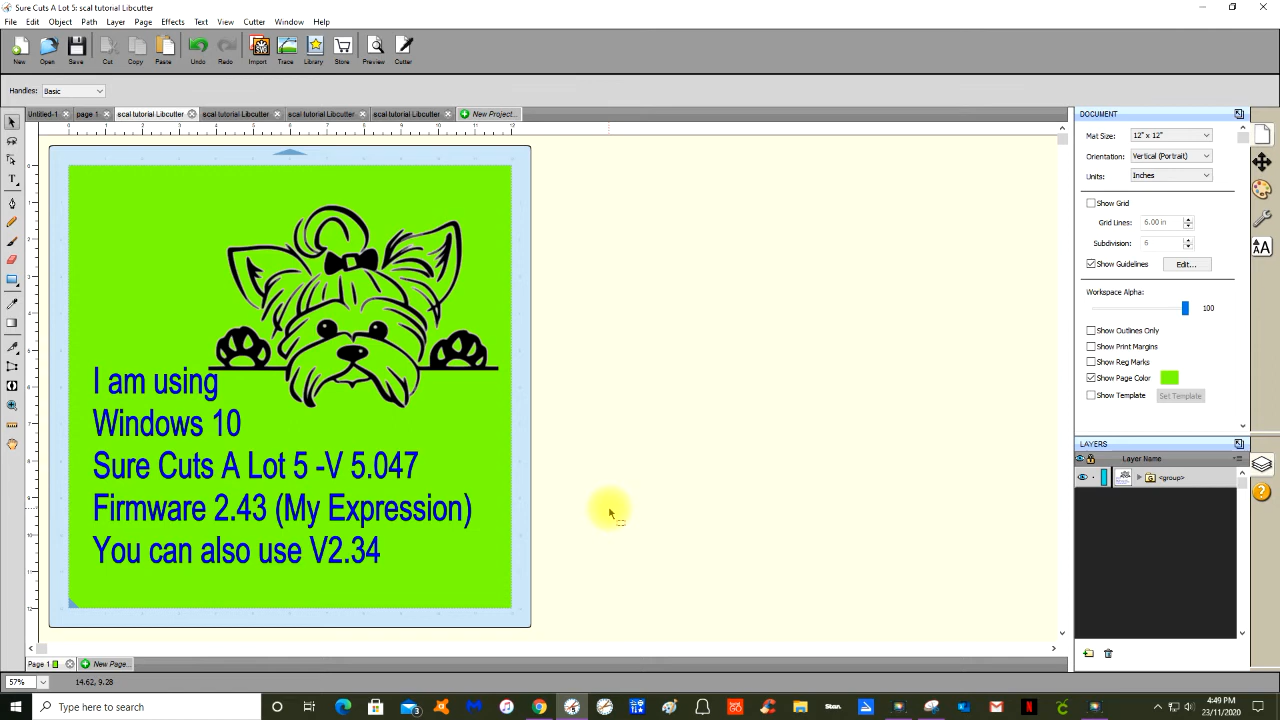 Sure Cuts A Lot 5: scal tutorial Libcutter
File Edit Object Path Layer Page Effects Text View Cutter Window Help
New Open Save Cut Copy Paste Undo Redo Import Trace Library Store Preview Cutter
Handles: Basic
Untitled-1 page 1 scal tutorial Libcutter scal tutorial Libcutter scal tutorial Libcutter scal tutorial Libcutter New Project...
I am using
Windows 10
Sure Cuts A Lot 5 -V 5.047
Firmware 2.43 (My Expression)
You can also use V2.34
DOCUMENT
Mat Size: 12" x 12"
Orientation: Vertical (Portrait)
Units: Inches
Show Grid
Grid Lines: 6.00 in
Subdivision: 6
Show Guidelines Edit...
Workspace Alpha:
100
Show Outlines Only
Show Print Margins
Show Reg Marks
Show Page Color
Show Template Set Template
LAYERS
Layer Name
<group>
Page 1 New Page..
57% 14.62, 9.28
Type here to search
4:49 PM
23/11/2020